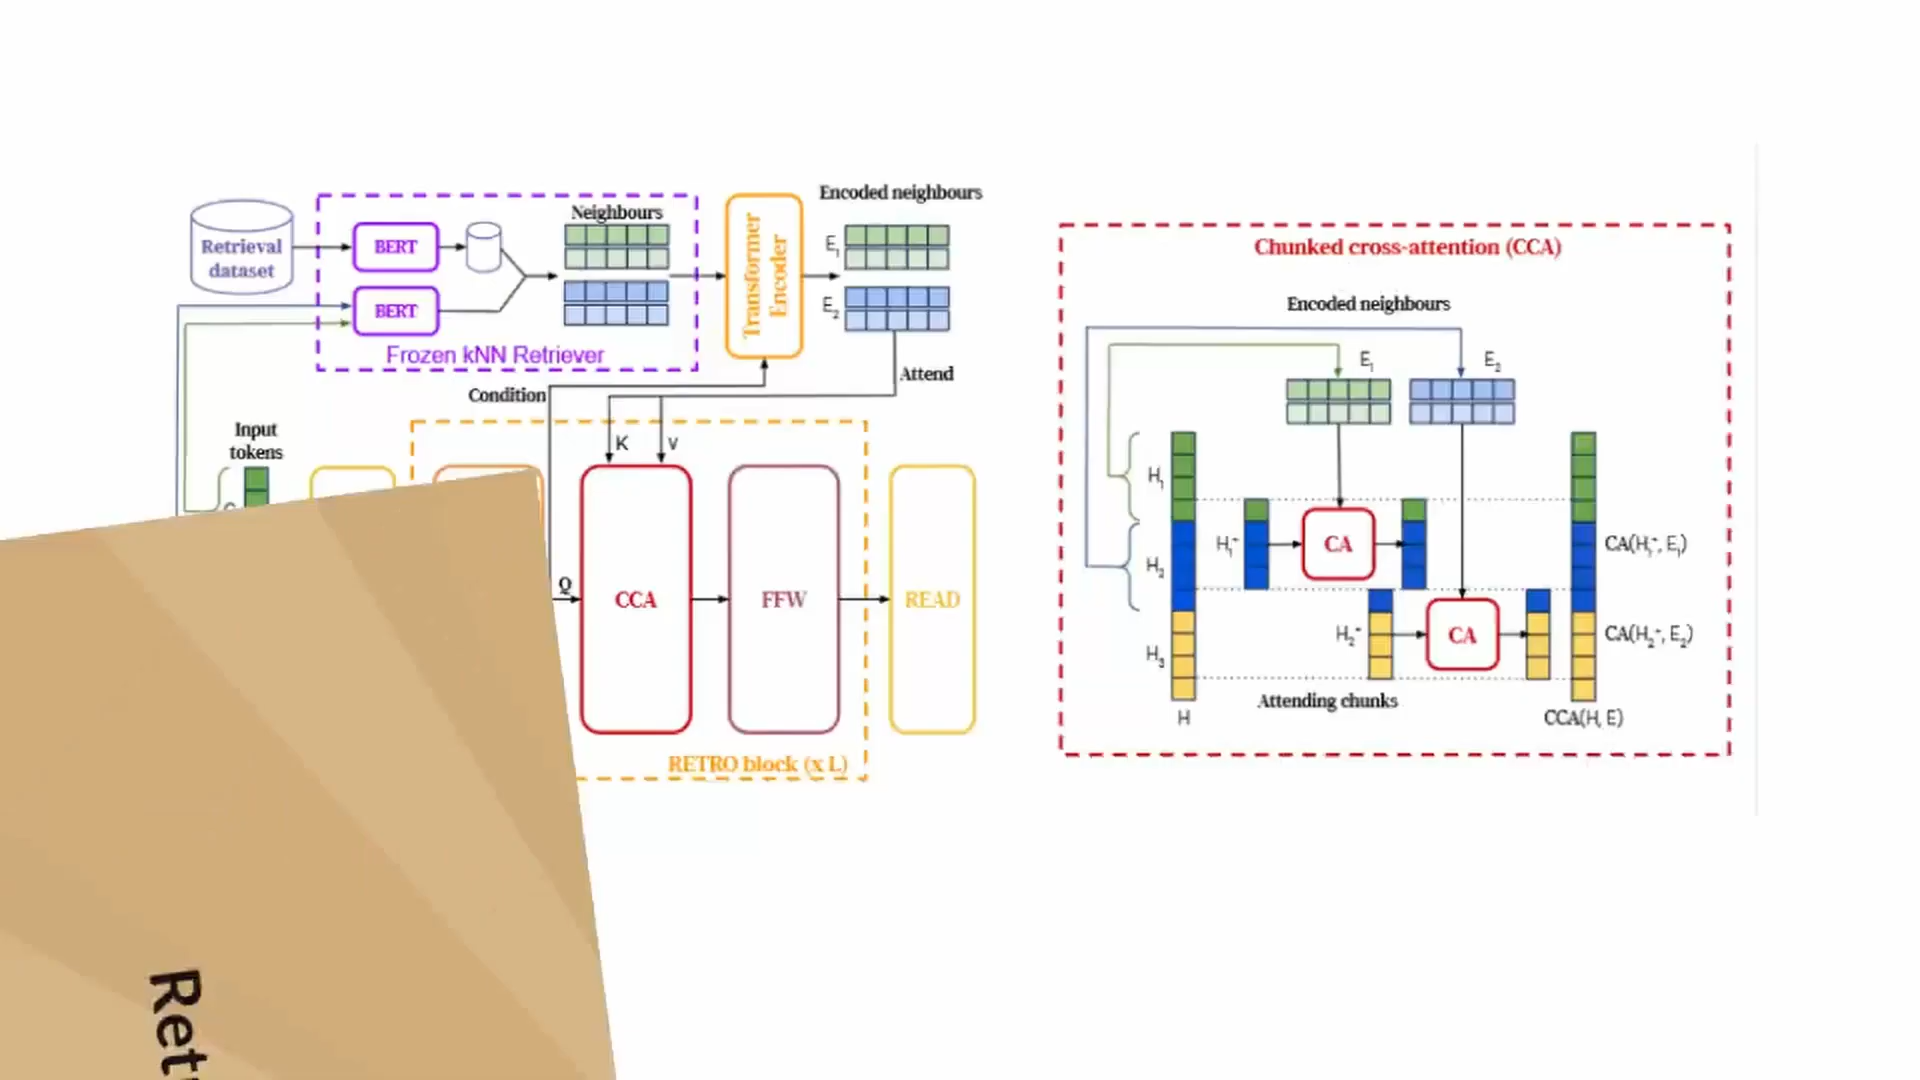 Encoded neighbours
Neighbours
Retrieval
dataset
BERT
BERT
Frozen kNN Retriever
Transformer
Encoder
E1
E2
Condition
Attend
Input
tokens
K
V
Q
CCA
FFW
READ
RETRO block (x L)
Chunked cross-attention (CCA)
Encoded neighbours
E1
E2
H1
H2
H3
H
H1+
CA
CA(H1+, E1)
H2+
CA
CA(H2+, E2)
Attending chunks
CCA(H, E)